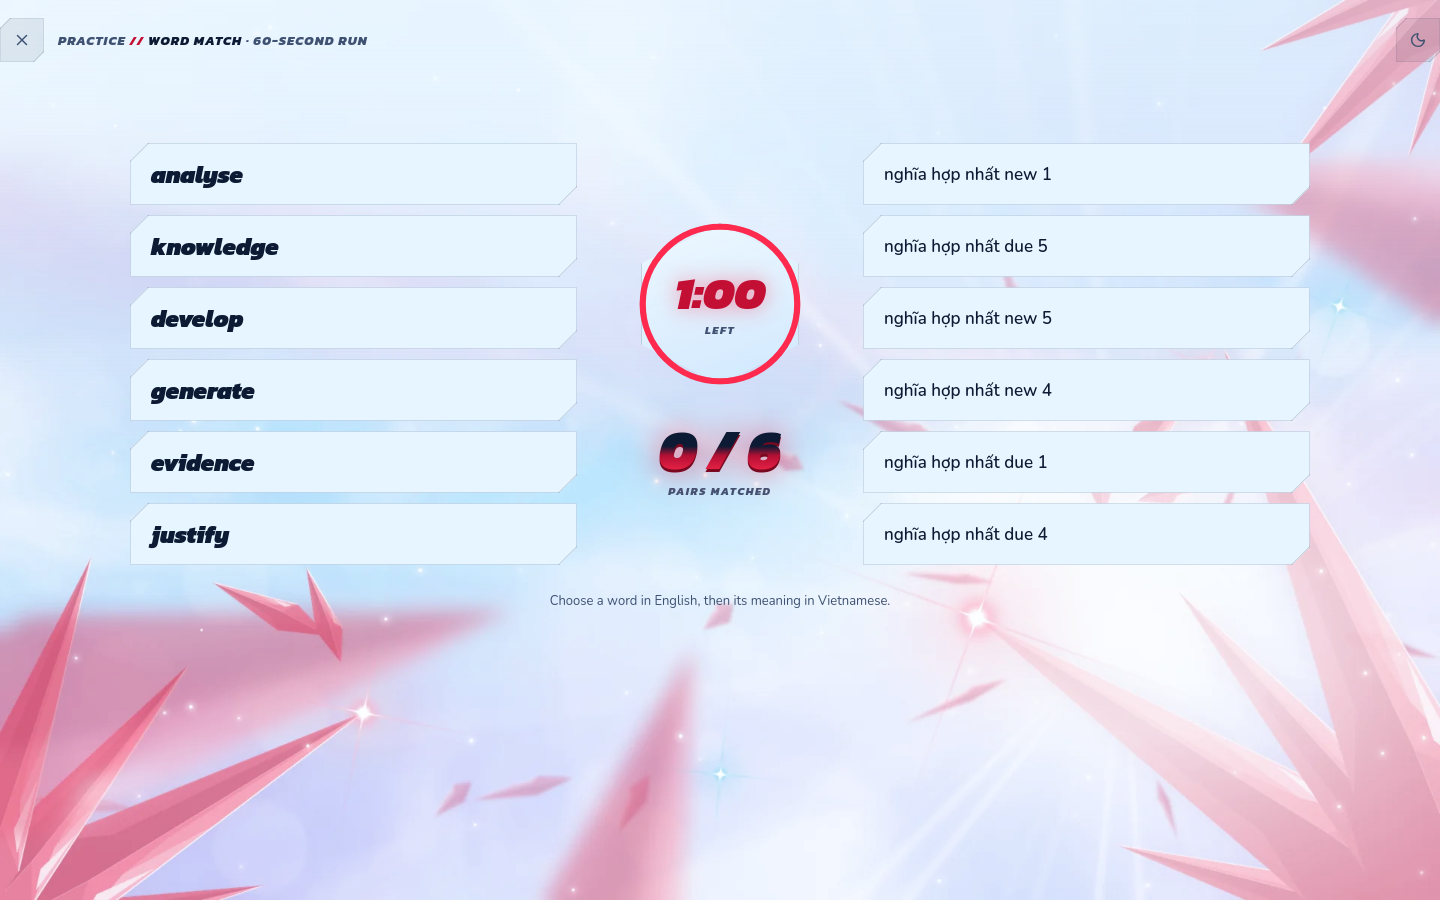 PRACTICE // WORD MATCH · 60-SECOND RUN
analyse
knowledge
develop
generate
evidence
justify
1:00
LEFT
0 / 6
PAIRS MATCHED
nghĩa hợp nhất new 1
nghĩa hợp nhất due 5
nghĩa hợp nhất new 5
nghĩa hợp nhất new 4
nghĩa hợp nhất due 1
nghĩa hợp nhất due 4
Choose a word in English, then its meaning in Vietnamese.